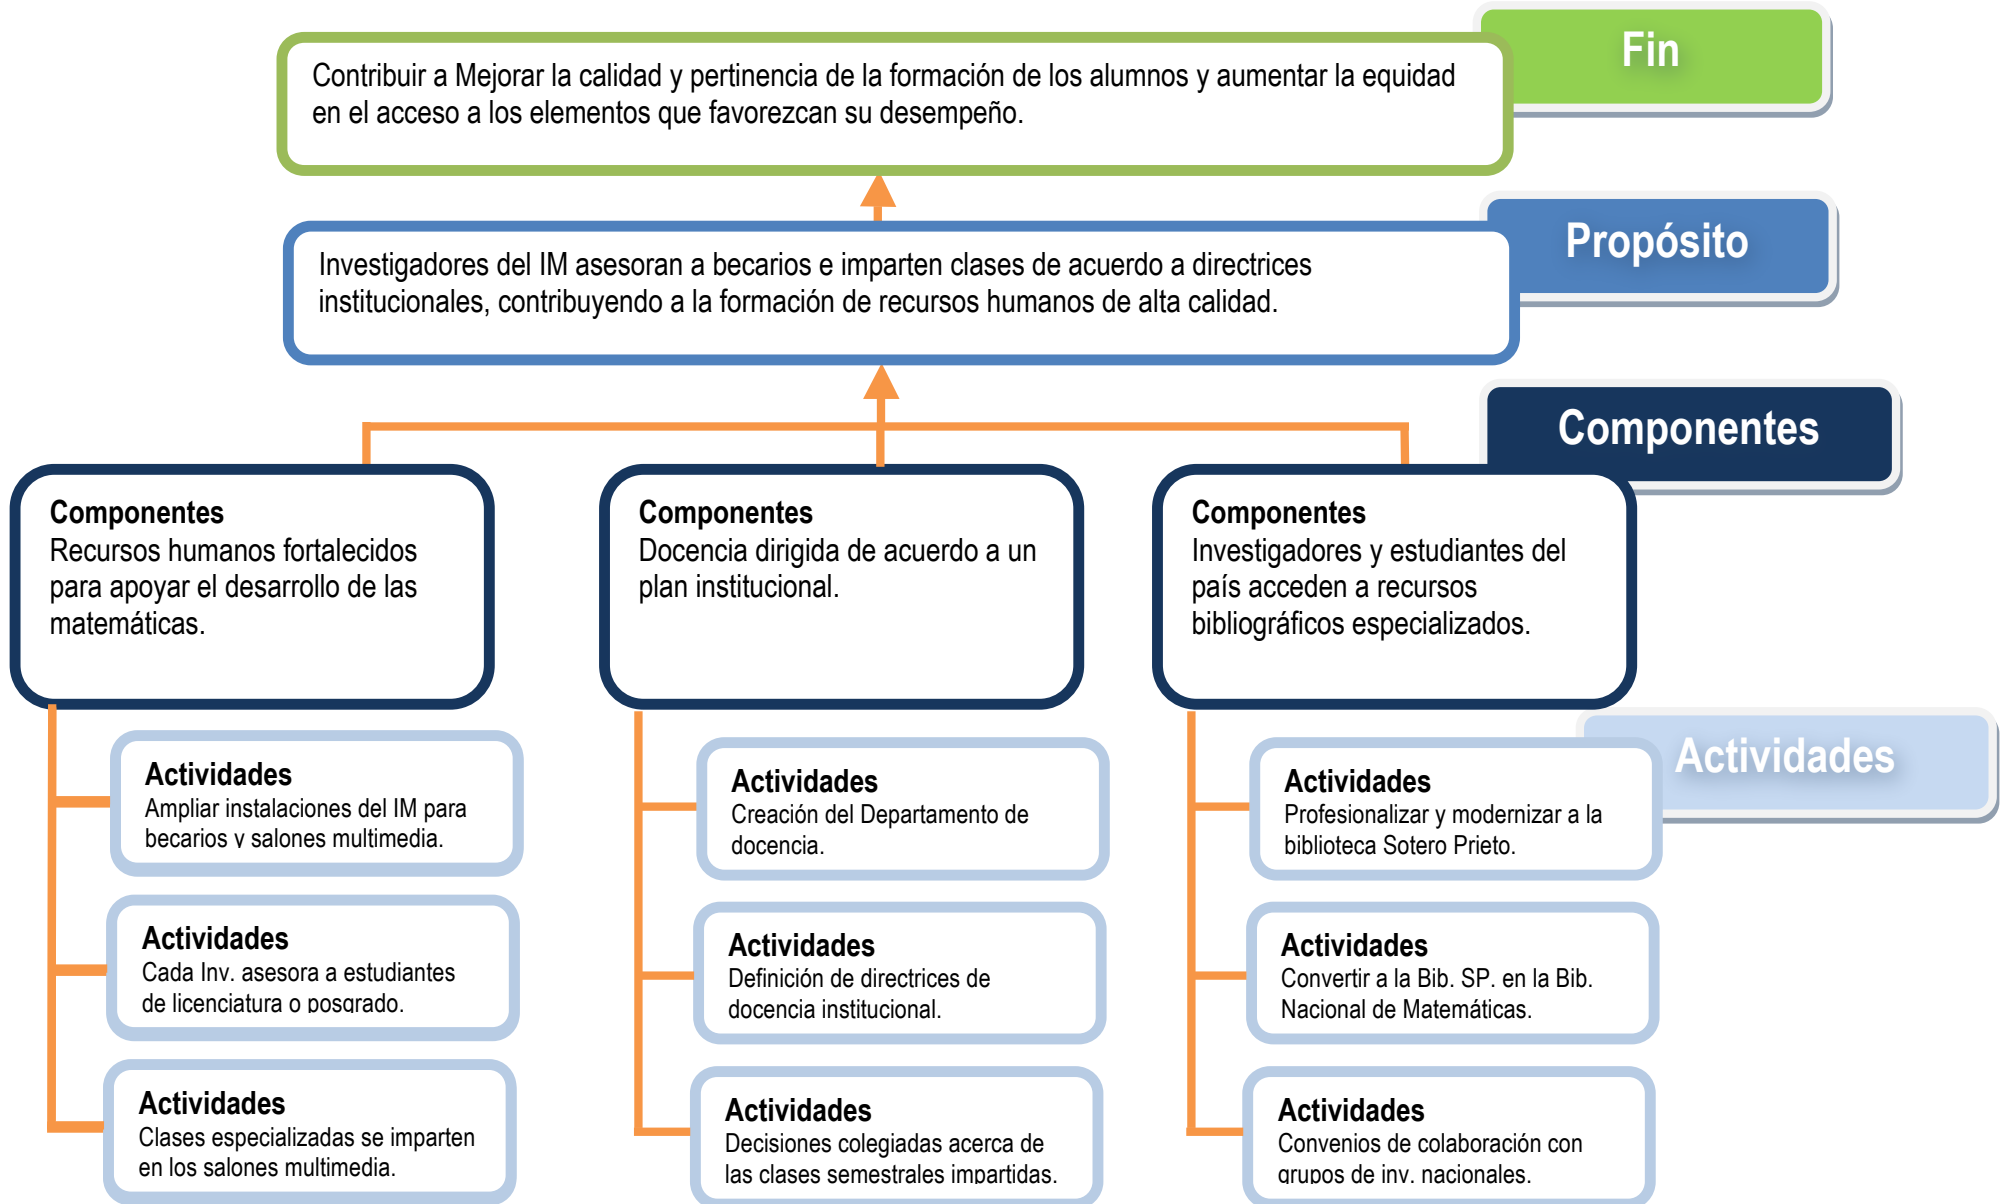 Fin
Contribuir a Mejorar la calidad y pertinencia de la formación de los alumnos y aumentar la equidad
en el acceso a los elementos que favorezcan su desempeño.
Propósito
Investigadores del IM asesoran a becarios e imparten clases de acuerdo a directrices
institucionales, contribuyendo a la formación de recursos humanos de alta calidad.
Componentes
Componentes
Recursos humanos fortalecidos
para apoyar el desarrollo de las
matemáticas.
Componentes
Docencia dirigida de acuerdo a un
plan institucional.
Componentes
Investigadores y estudiantes del
país acceden a recursos
bibliográficos especializados.
Actividades
Actividades
Ampliar instalaciones del IM para
becarios y salones multimedia.
Actividades
Cada Inv. asesora a estudiantes
de licenciatura o posgrado.
Actividades
Clases especializadas se imparten
en los salones multimedia.
Actividades
Creación del Departamento de
docencia.
Actividades
Definición de directrices de
docencia institucional.
Actividades
Decisiones colegiadas acerca de
las clases semestrales impartidas.
Actividades
Profesionalizar y modernizar a la
biblioteca Sotero Prieto.
Actividades
Convertir a la Bib. SP. en la Bib.
Nacional de Matemáticas.
Actividades
Convenios de colaboración con
grupos de inv. nacionales.